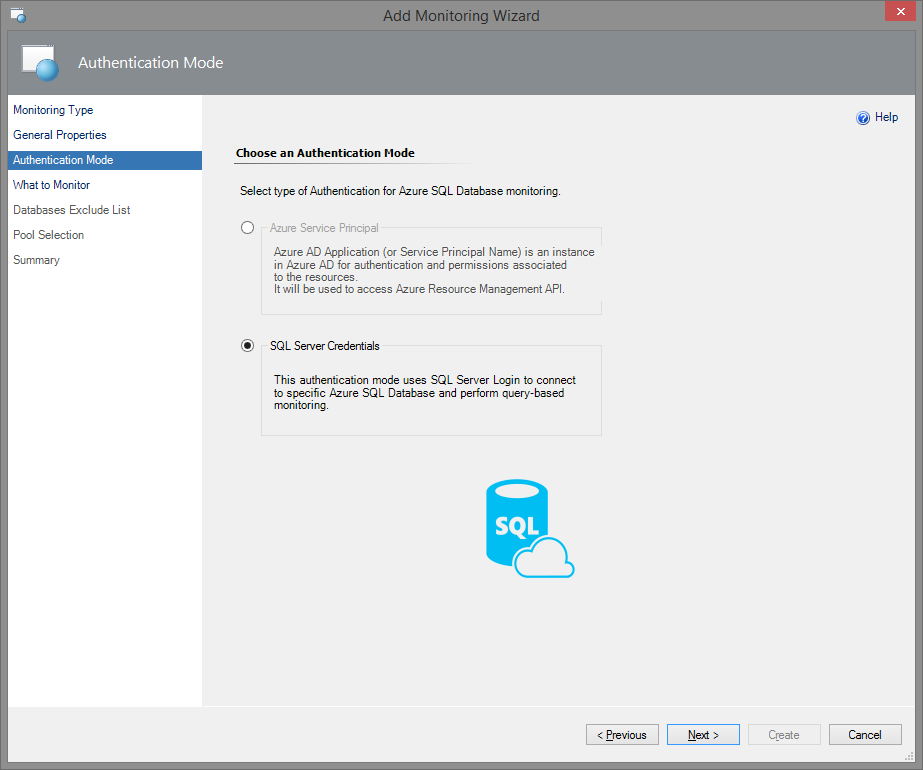 Add Monitoring Wizard
Authentication Mode
Monitoring Type
General Properties
Authentication Mode
What to Monitor
Databases Exclude List
Pool Selection
Summary
Help
Choose an Authentication Mode
Select type of Authentication for Azure SQL Database monitoring.
Azure Service Principal
Azure AD Application (or Service Principal Name) is an instance
in Azure AD for authentication and permissions associated
to the resources.
It will be used to access Azure Resource Management API.
SQL Server Credentials
This authentication mode uses SQL Server Login to connect
to specific Azure SQL Database and perform query-based
monitoring.
SQL
< Previous
Next >
Create
Cancel